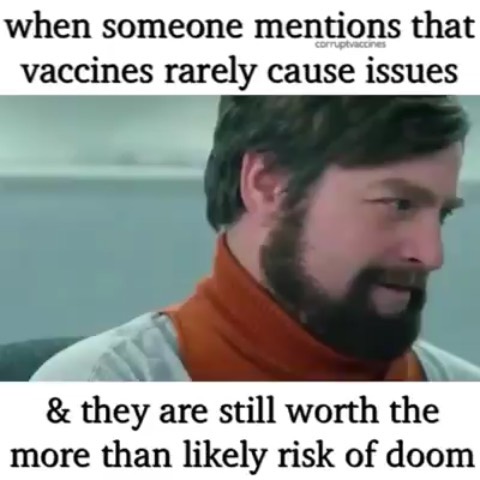 when someone mentions that
corruptvaccines
vaccines rarely cause issues
& they are still worth the
more than likely risk of doom